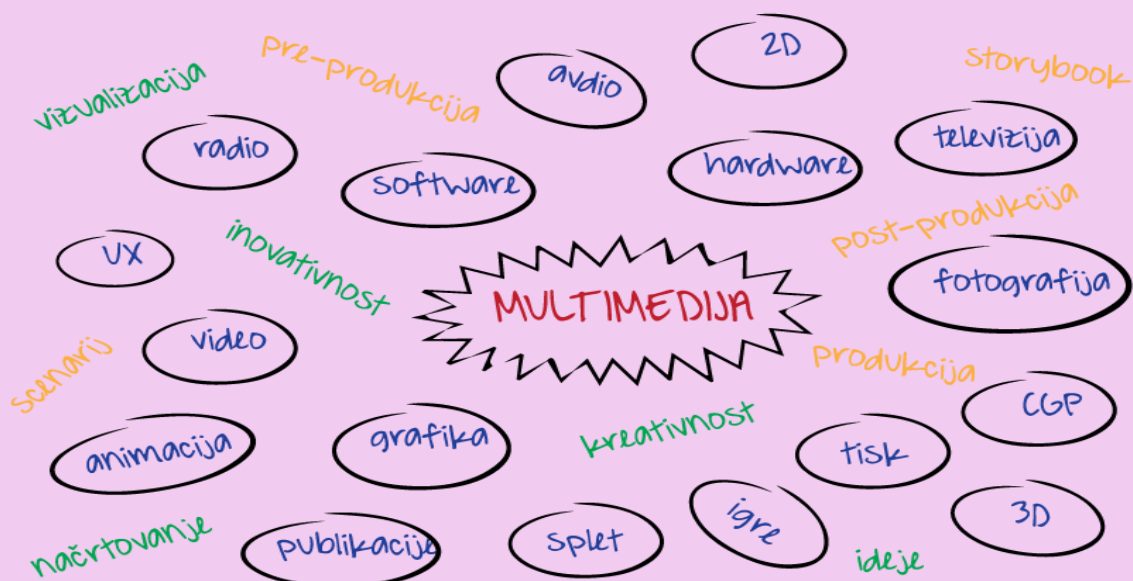 2D
pre-produkcija
avdio
storybook
vizualizacija
radio
software
hardware
televizija
post-produkcija
UX
inovativnost
MULTIMEDIJA
fotografija
video
scenarij
produkcija
CGP
animacija
grafika
kreativnost
tisk
načrtovanje
publikacije
splet
igre
3D
ideje